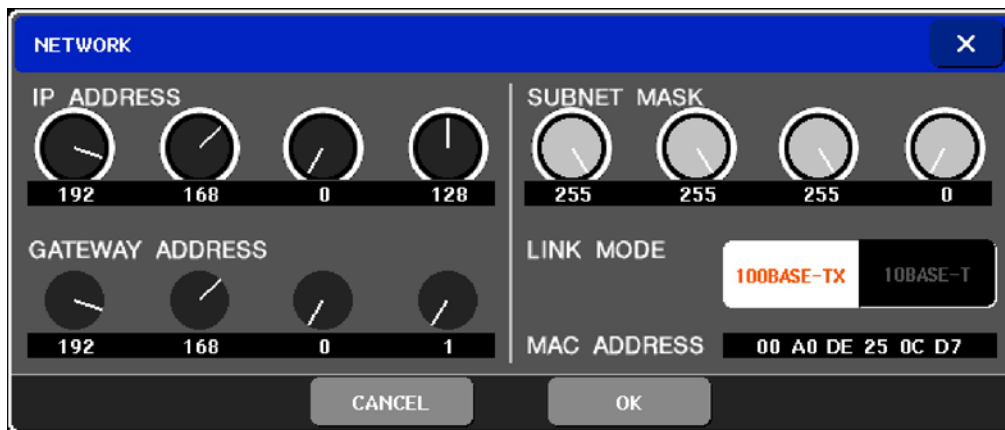 NETWORK
IP ADDRESS
192 168 0 128
SUBNET MASK
255 255 255 0
GATEWAY ADDRESS
192 168 0 1
LINK MODE
100BASE-TX 10BASE-T
MAC ADDRESS 00 A0 DE 25 0C D7
CANCEL OK